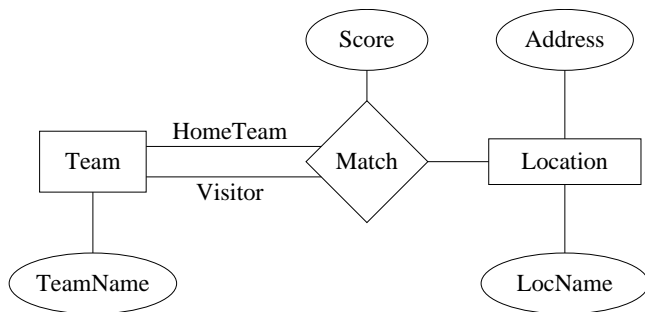 Score
Address
HomeTeam
Team
Match
Location
Visitor
TeamName
LocName